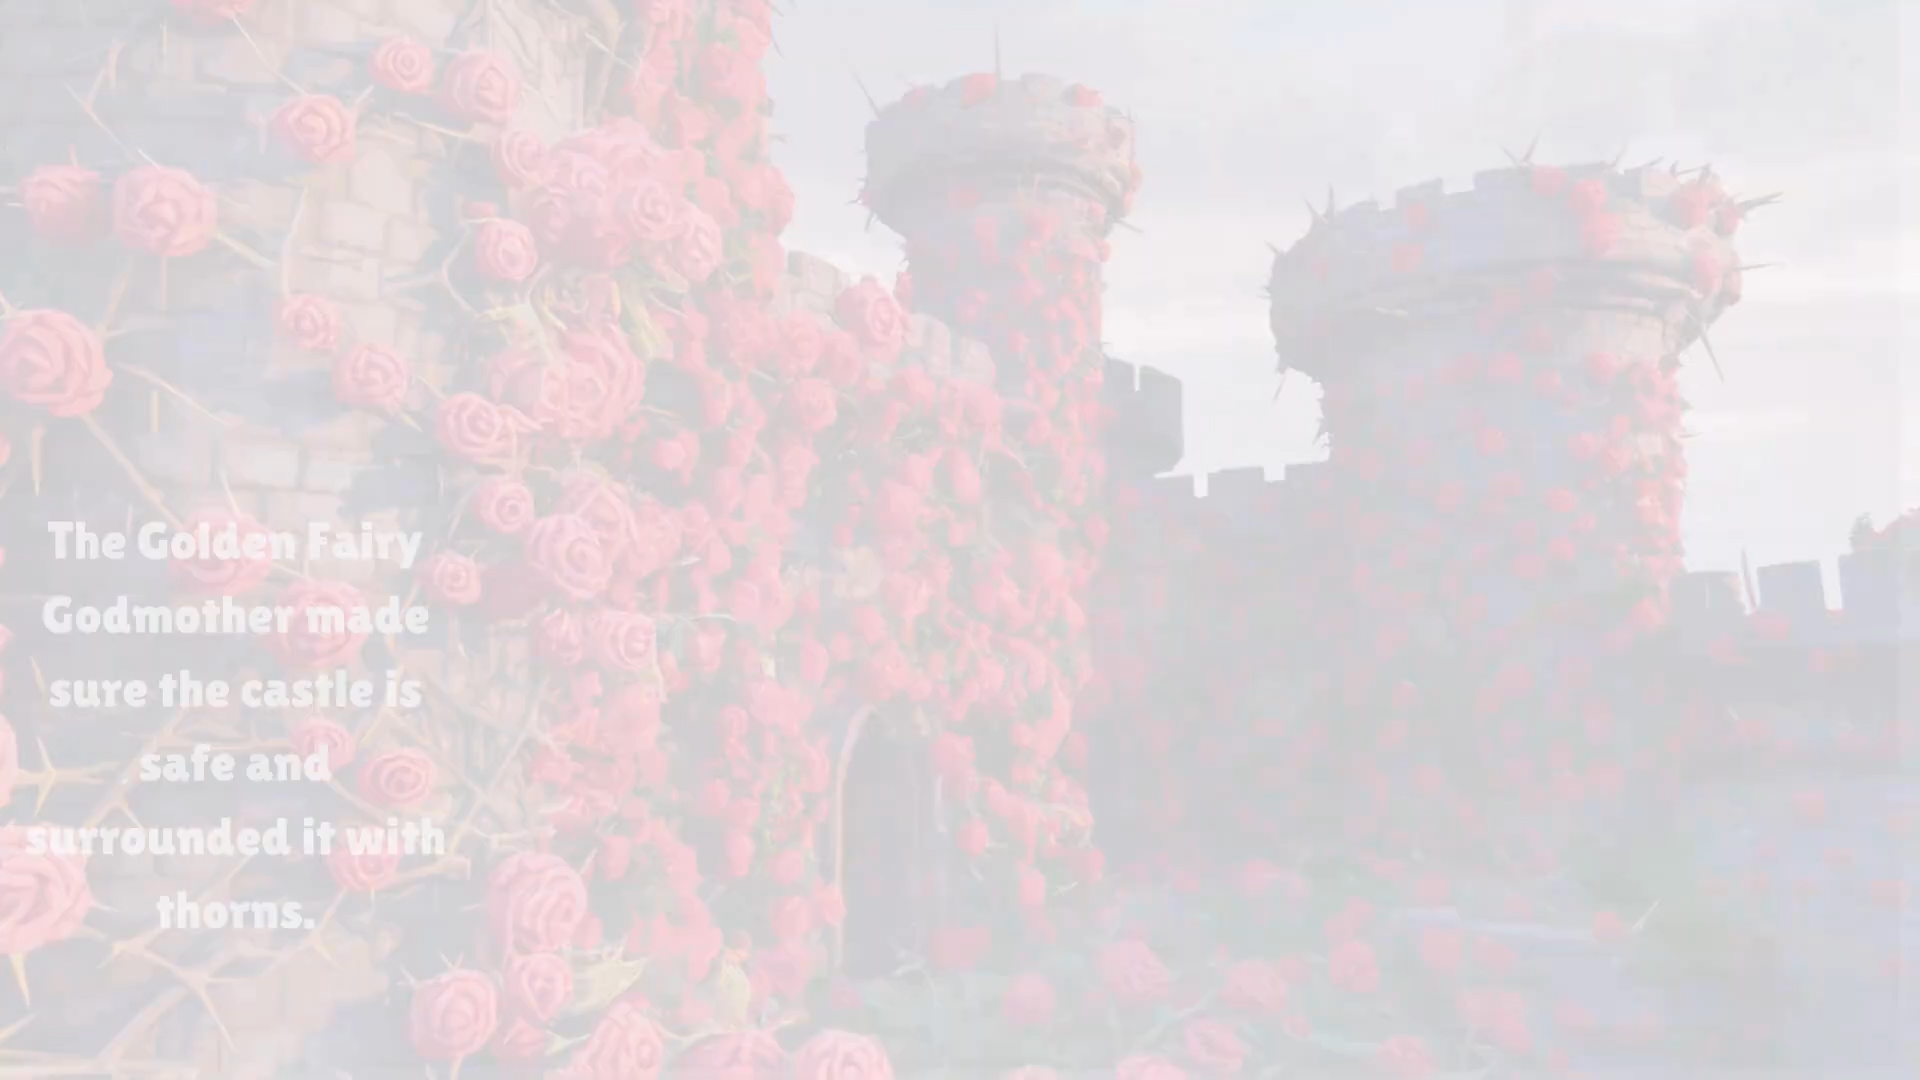 The Golden Fairy
Godmother made
sure the castle is
safe and
surrounded it with
thorns.